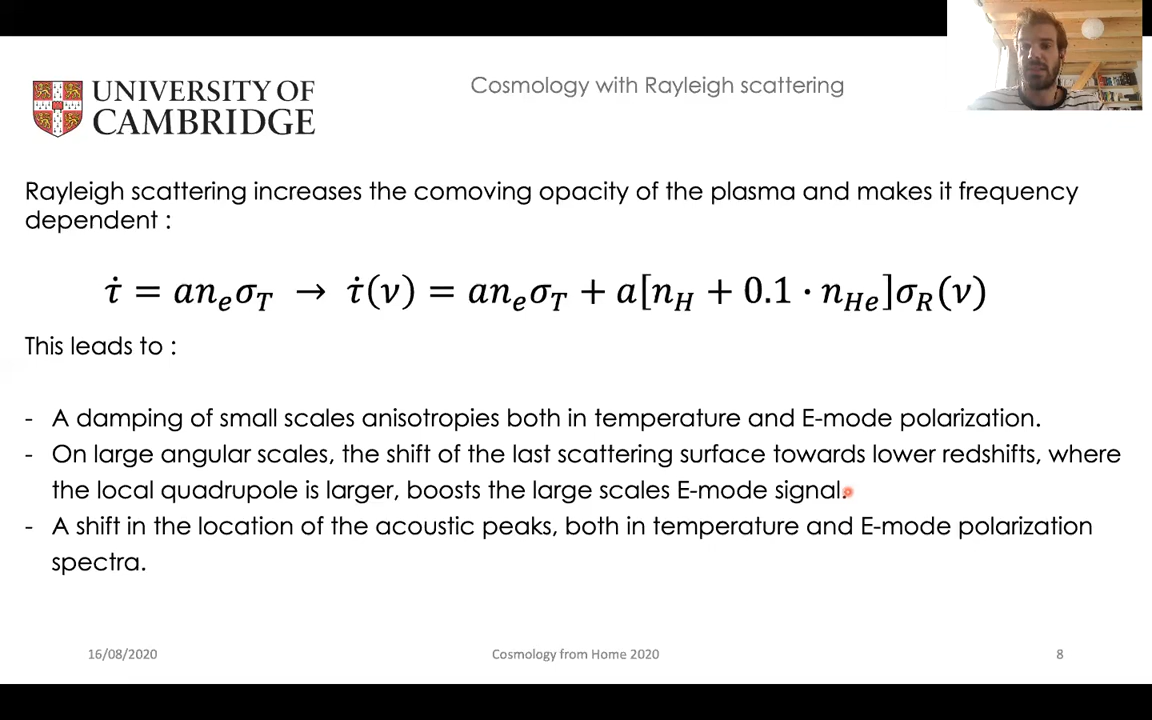 UNIVERSITY OF
CAMBRIDGE
Cosmology with Rayleigh scattering
Rayleigh scattering increases the comoving opacity of the plasma and makes it frequency
dependent :
τ̇ = an_eσ_T → τ̇(ν) = an_eσ_T + a[n_H + 0.1 · n_He]σ_R(ν)
This leads to :
- A damping of small scales anisotropies both in temperature and E-mode polarization.
- On large angular scales, the shift of the last scattering surface towards lower redshifts, where
the local quadrupole is larger, boosts the large scales E-mode signal.
- A shift in the location of the acoustic peaks, both in temperature and E-mode polarization
spectra.
16/08/2020
Cosmology from Home 2020
8